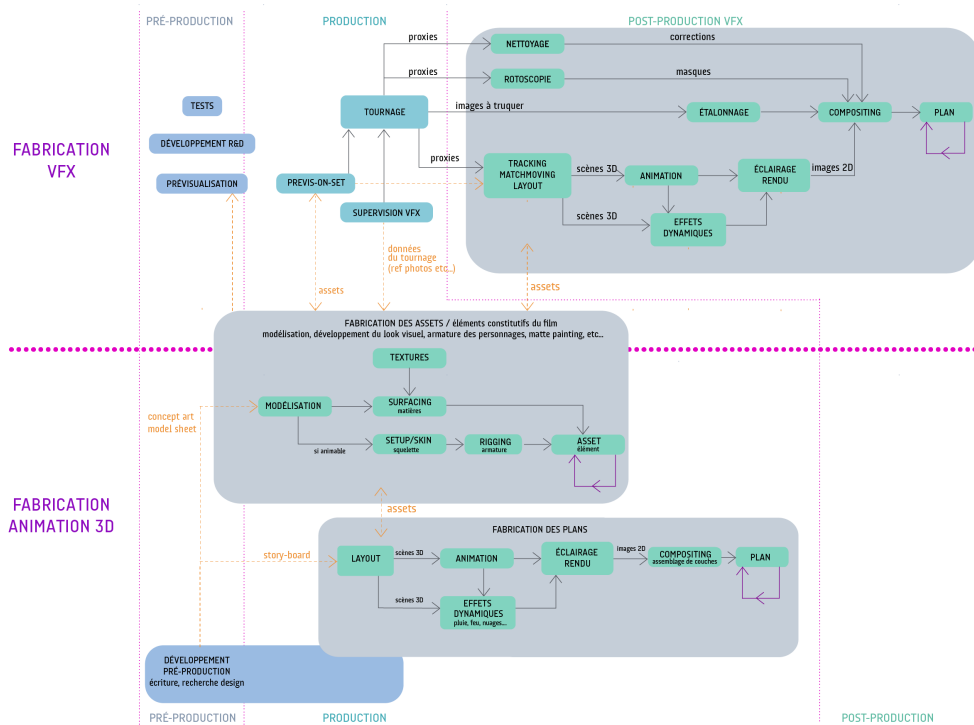 PRÉ-PRODUCTION
PRODUCTION
POST-PRODUCTION VFX
FABRICATION
VFX
TESTS
DÉVELOPPEMENT R&D
PRÉVISUALISATION
TOURNAGE
PREVIS-ON-SET
SUPERVISION VFX
proxies
NETTOYAGE
corrections
proxies
ROTOSCOPIE
masques
images à truquer
ÉTALONNAGE
COMPOSITING
PLAN
proxies
TRACKING
MATCHMOVING
LAYOUT
scènes 3D
ANIMATION
ÉCLAIRAGE
RENDU
images 2D
scènes 3D
EFFETS
DYNAMIQUES
données
du tournage
(ref photos etc...)
assets
assets
FABRICATION DES ASSETS / éléments constitutifs du film
modélisation, développement du look visuel, armature des personnages, matte painting, etc...
TEXTURES
MODÉLISATION
SURFACING
matières
concept art
model sheet
si animable
SETUP/SKIN
squelette
RIGGING
armature
ASSET
élément
FABRICATION
ANIMATION 3D
assets
FABRICATION DES PLANS
story-board
LAYOUT
scènes 3D
ANIMATION
ÉCLAIRAGE
RENDU
images 2D
COMPOSITING
assemblage de couches
PLAN
scènes 3D
EFFETS
DYNAMIQUES
pluie, feu, nuages...
DÉVELOPPEMENT
PRÉ-PRODUCTION
écriture, recherche design
PRÉ-PRODUCTION
PRODUCTION
POST-PRODUCTION